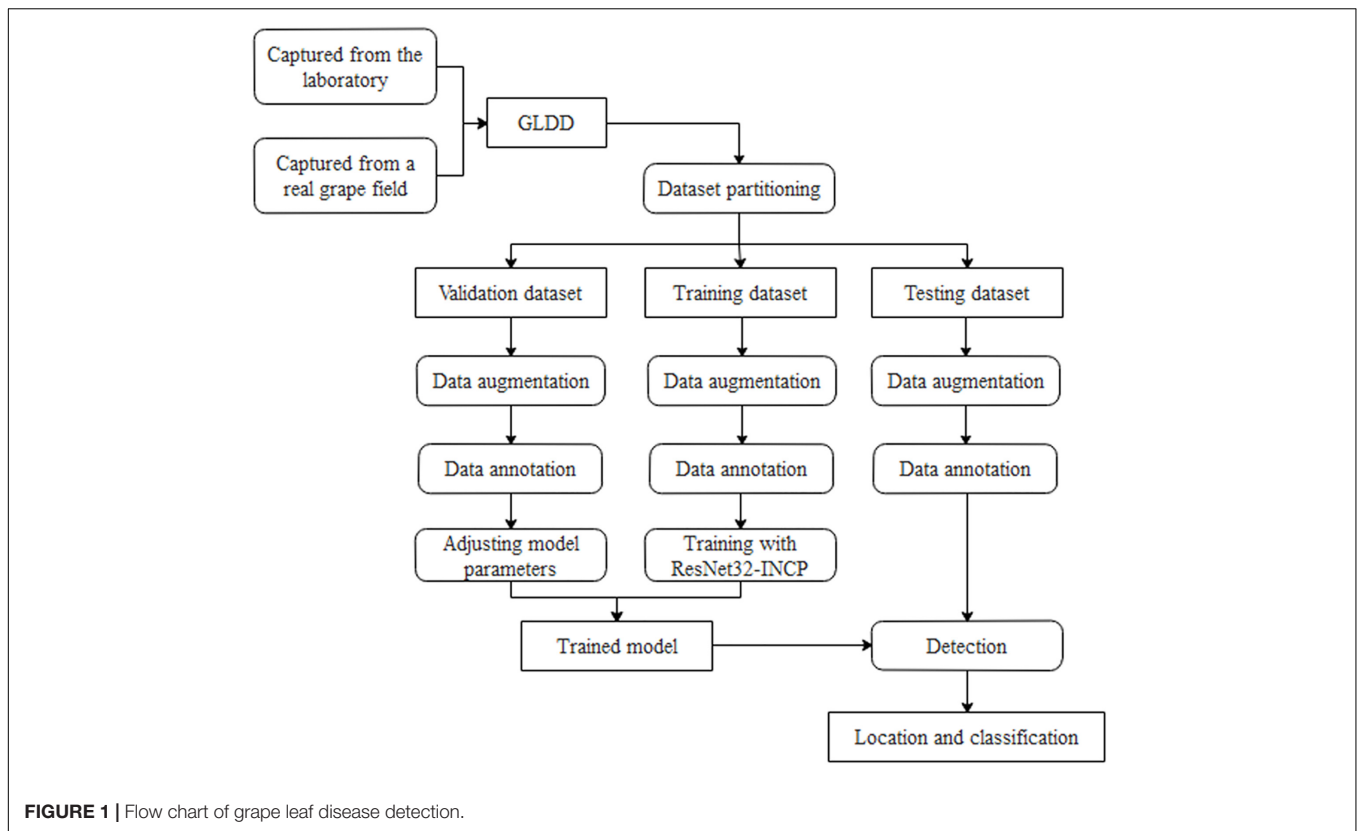 Captured from the
laboratory
GLDD
Captured from a
real grape field
Dataset partitioning
Validation dataset
Training dataset
Testing dataset
Data augmentation
Data augmentation
Data augmentation
Data annotation
Data annotation
Data annotation
Adjusting model
parameters
Training with
ResNet32-INCP
Trained model
Detection
Location and classification
FIGURE 1 | Flow chart of grape leaf disease detection.